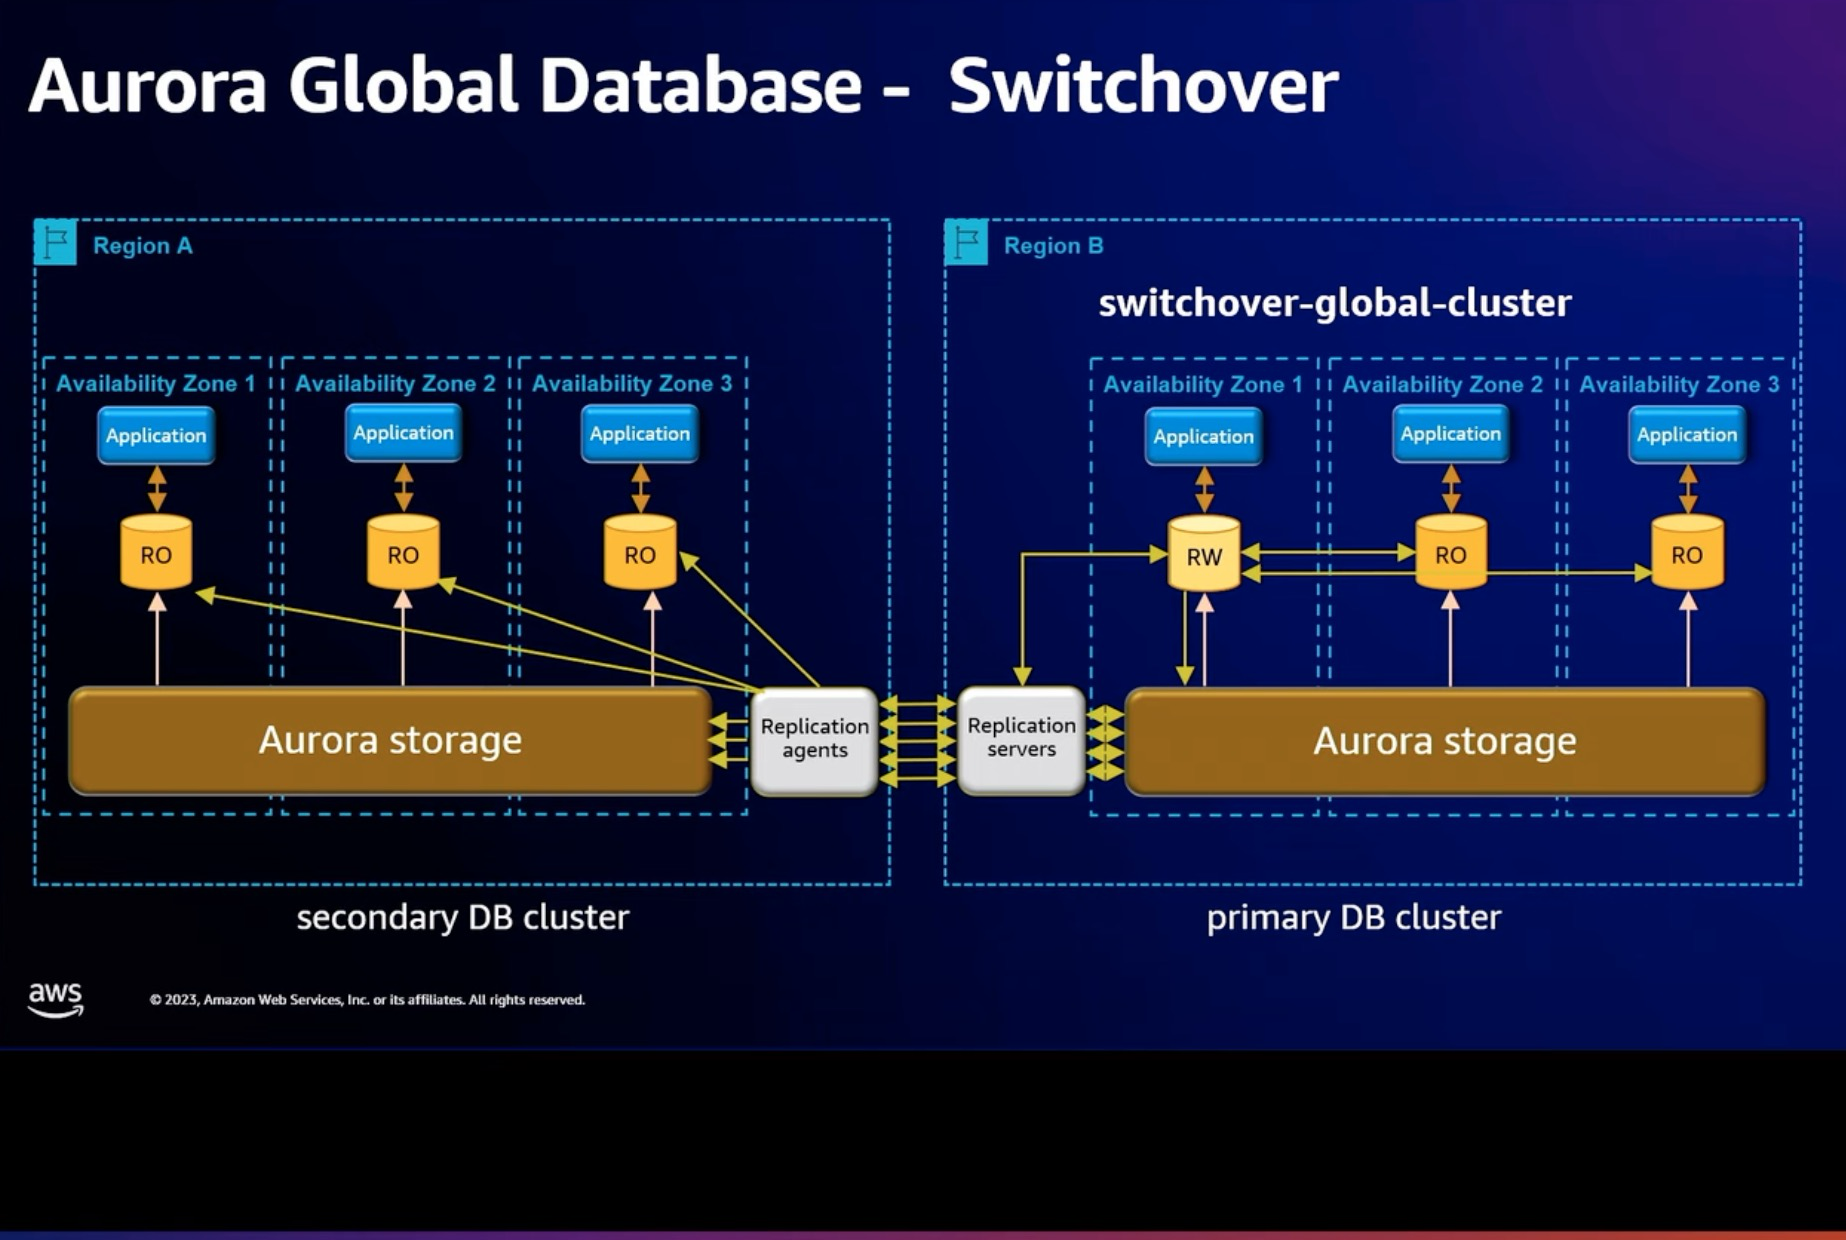 Aurora Global Database - Switchover
Region A
Availability Zone 1
Availability Zone 2
Availability Zone 3
Application
Application
Application
RO
RO
RO
Aurora storage
Replication
agents
secondary DB cluster
Region B
switchover-global-cluster
Availability Zone 1
Availability Zone 2
Availability Zone 3
Application
Application
Application
RW
RO
RO
Replication
servers
Aurora storage
primary DB cluster
aws
© 2023, Amazon Web Services, Inc. or its affiliates. All rights reserved.